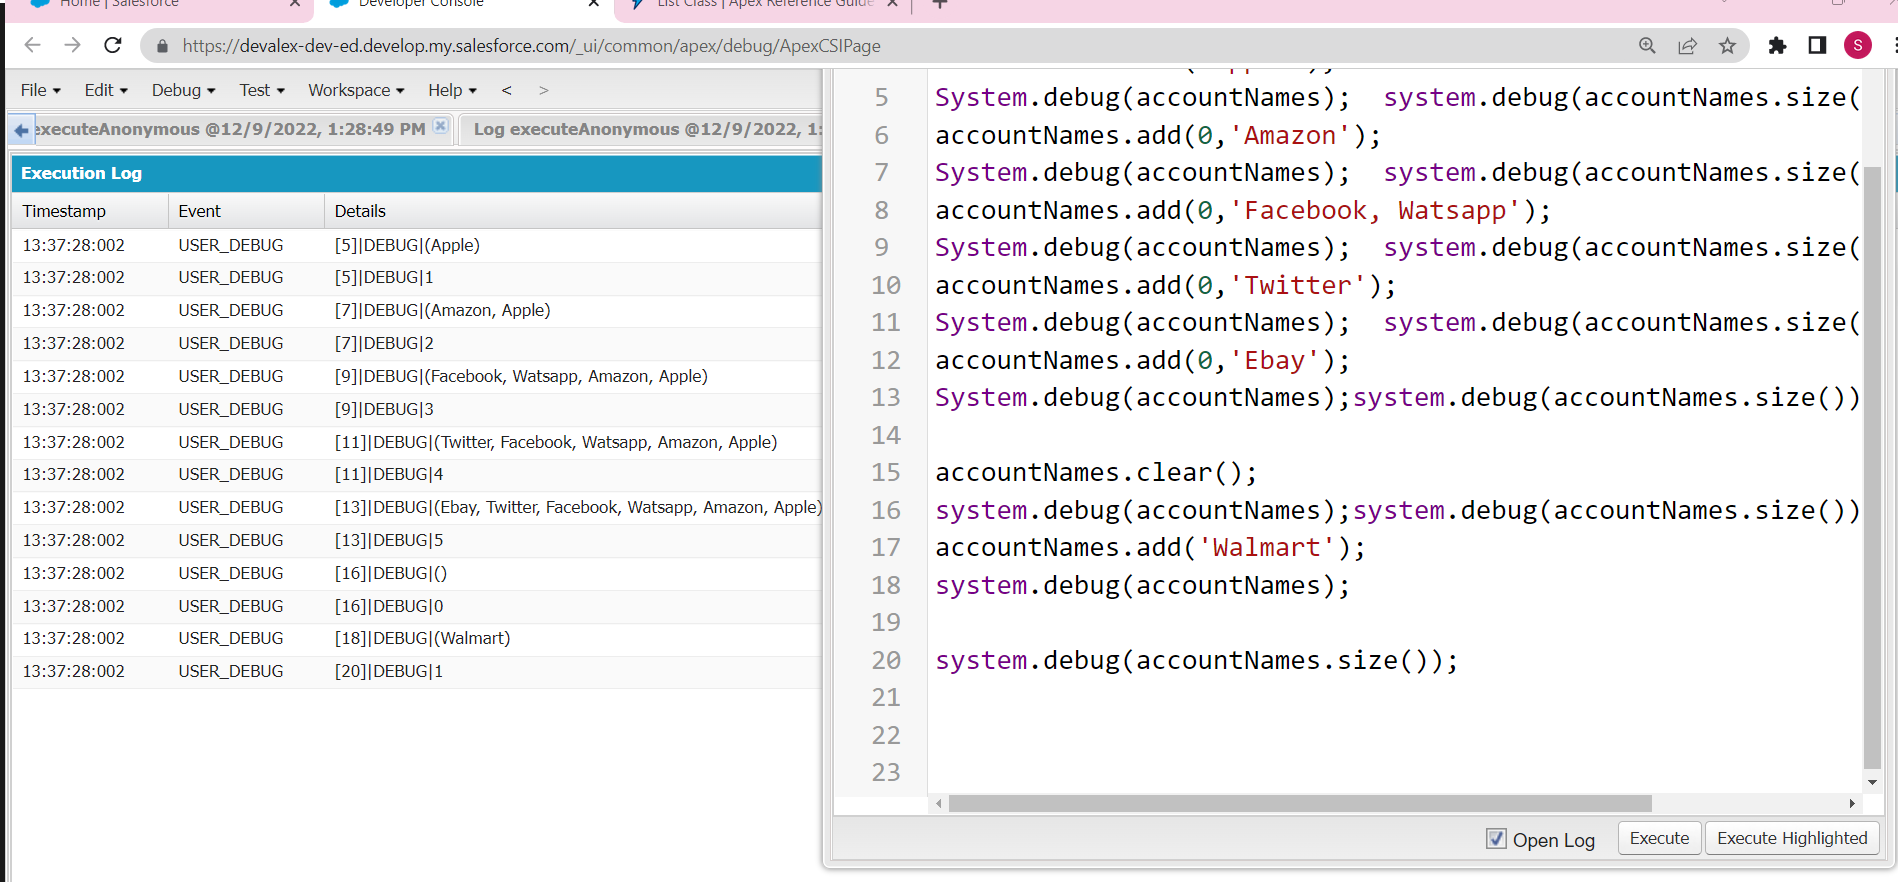 Home | Salesforce
Developer Console
List Class | Apex Reference Guide
https://devalex-dev-ed.develop.my.salesforce.com/_ui/common/apex/debug/ApexCSIPage
S
File Edit Debug Test Workspace Help < >
executeAnonymous @12/9/2022, 1:28:49 PM
Log executeAnonymous @12/9/2022, 1:
Execution Log
Timestamp Event Details
13:37:28:002 USER_DEBUG [5]|DEBUG|(Apple)
13:37:28:002 USER_DEBUG [5]|DEBUG|1
13:37:28:002 USER_DEBUG [7]|DEBUG|(Amazon, Apple)
13:37:28:002 USER_DEBUG [7]|DEBUG|2
13:37:28:002 USER_DEBUG [9]|DEBUG|(Facebook, Watsapp, Amazon, Apple)
13:37:28:002 USER_DEBUG [9]|DEBUG|3
13:37:28:002 USER_DEBUG [11]|DEBUG|(Twitter, Facebook, Watsapp, Amazon, Apple)
13:37:28:002 USER_DEBUG [11]|DEBUG|4
13:37:28:002 USER_DEBUG [13]|DEBUG|(Ebay, Twitter, Facebook, Watsapp, Amazon, Apple)
13:37:28:002 USER_DEBUG [13]|DEBUG|5
13:37:28:002 USER_DEBUG [16]|DEBUG|()
13:37:28:002 USER_DEBUG [16]|DEBUG|0
13:37:28:002 USER_DEBUG [18]|DEBUG|(Walmart)
13:37:28:002 USER_DEBUG [20]|DEBUG|1
5 System.debug(accountNames); system.debug(accountNames.size(
6 accountNames.add(0,'Amazon');
7 System.debug(accountNames); system.debug(accountNames.size(
8 accountNames.add(0,'Facebook, Watsapp');
9 System.debug(accountNames); system.debug(accountNames.size(
10 accountNames.add(0,'Twitter');
11 System.debug(accountNames); system.debug(accountNames.size(
12 accountNames.add(0,'Ebay');
13 System.debug(accountNames);system.debug(accountNames.size())
14
15 accountNames.clear();
16 system.debug(accountNames);system.debug(accountNames.size())
17 accountNames.add('Walmart');
18 system.debug(accountNames);
19
20 system.debug(accountNames.size());
21
22
23
Open Log Execute Execute Highlighted